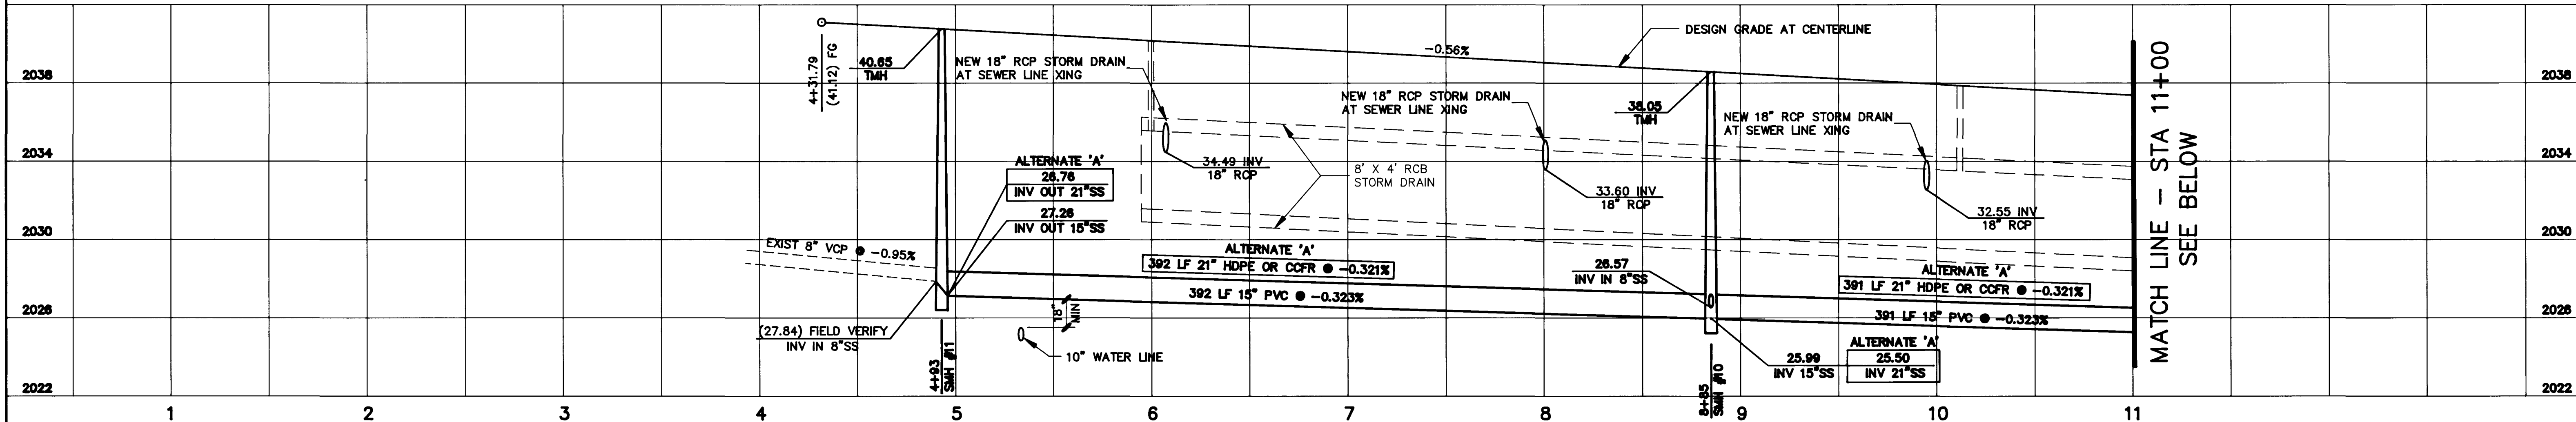 DESIGN GRADE AT CENTERLINE
-0.56%
4+31.79
(41.12) FG
40.65
TMH
NEW 18" RCP STORM DRAIN
AT SEWER LINE XING
2038
2038
NEW 18" RCP STORM DRAIN
AT SEWER LINE XING
38.05
TMH
NEW 18" RCP STORM DRAIN
AT SEWER LINE XING
MATCH LINE - STA 11+00
SEE BELOW
2034
2034
ALTERNATE 'A'
26.76
INV OUT 21"SS
34.49 INV
18" RCP
8' X 4' RCB
STORM DRAIN
33.60 INV
18" RCP
27.26
INV OUT 15"SS
32.55 INV
18" RCP
2030
2030
EXIST 8" VCP ● -0.95%
ALTERNATE 'A'
392 LF 21" HDPE OR CCFR ● -0.321%
26.57
INV IN 8"SS
ALTERNATE 'A'
391 LF 21" HDPE OR CCFR ● -0.321%
392 LF 15" PVC ● -0.323%
18"
MIN
2026
2026
391 LF 15" PVC ● -0.323%
(27.84) FIELD VERIFY
INV IN 8"SS
10" WATER LINE
ALTERNATE 'A'
25.99
INV 15"SS
25.50
INV 21"SS
4+93
SMH #11
8+85
SMH #10
2022
2022
1 2 3 4 5 6 7 8 9 10 11